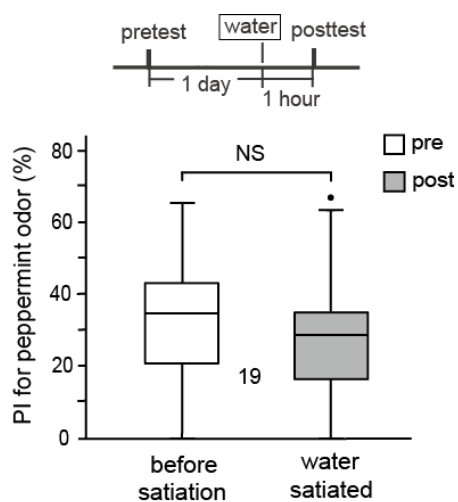 pretest
water
posttest
1 day
1 hour
PI for peppermint odor (%)
80
60
40
20
0
NS
pre
post
19
before
satiation
water
satiated